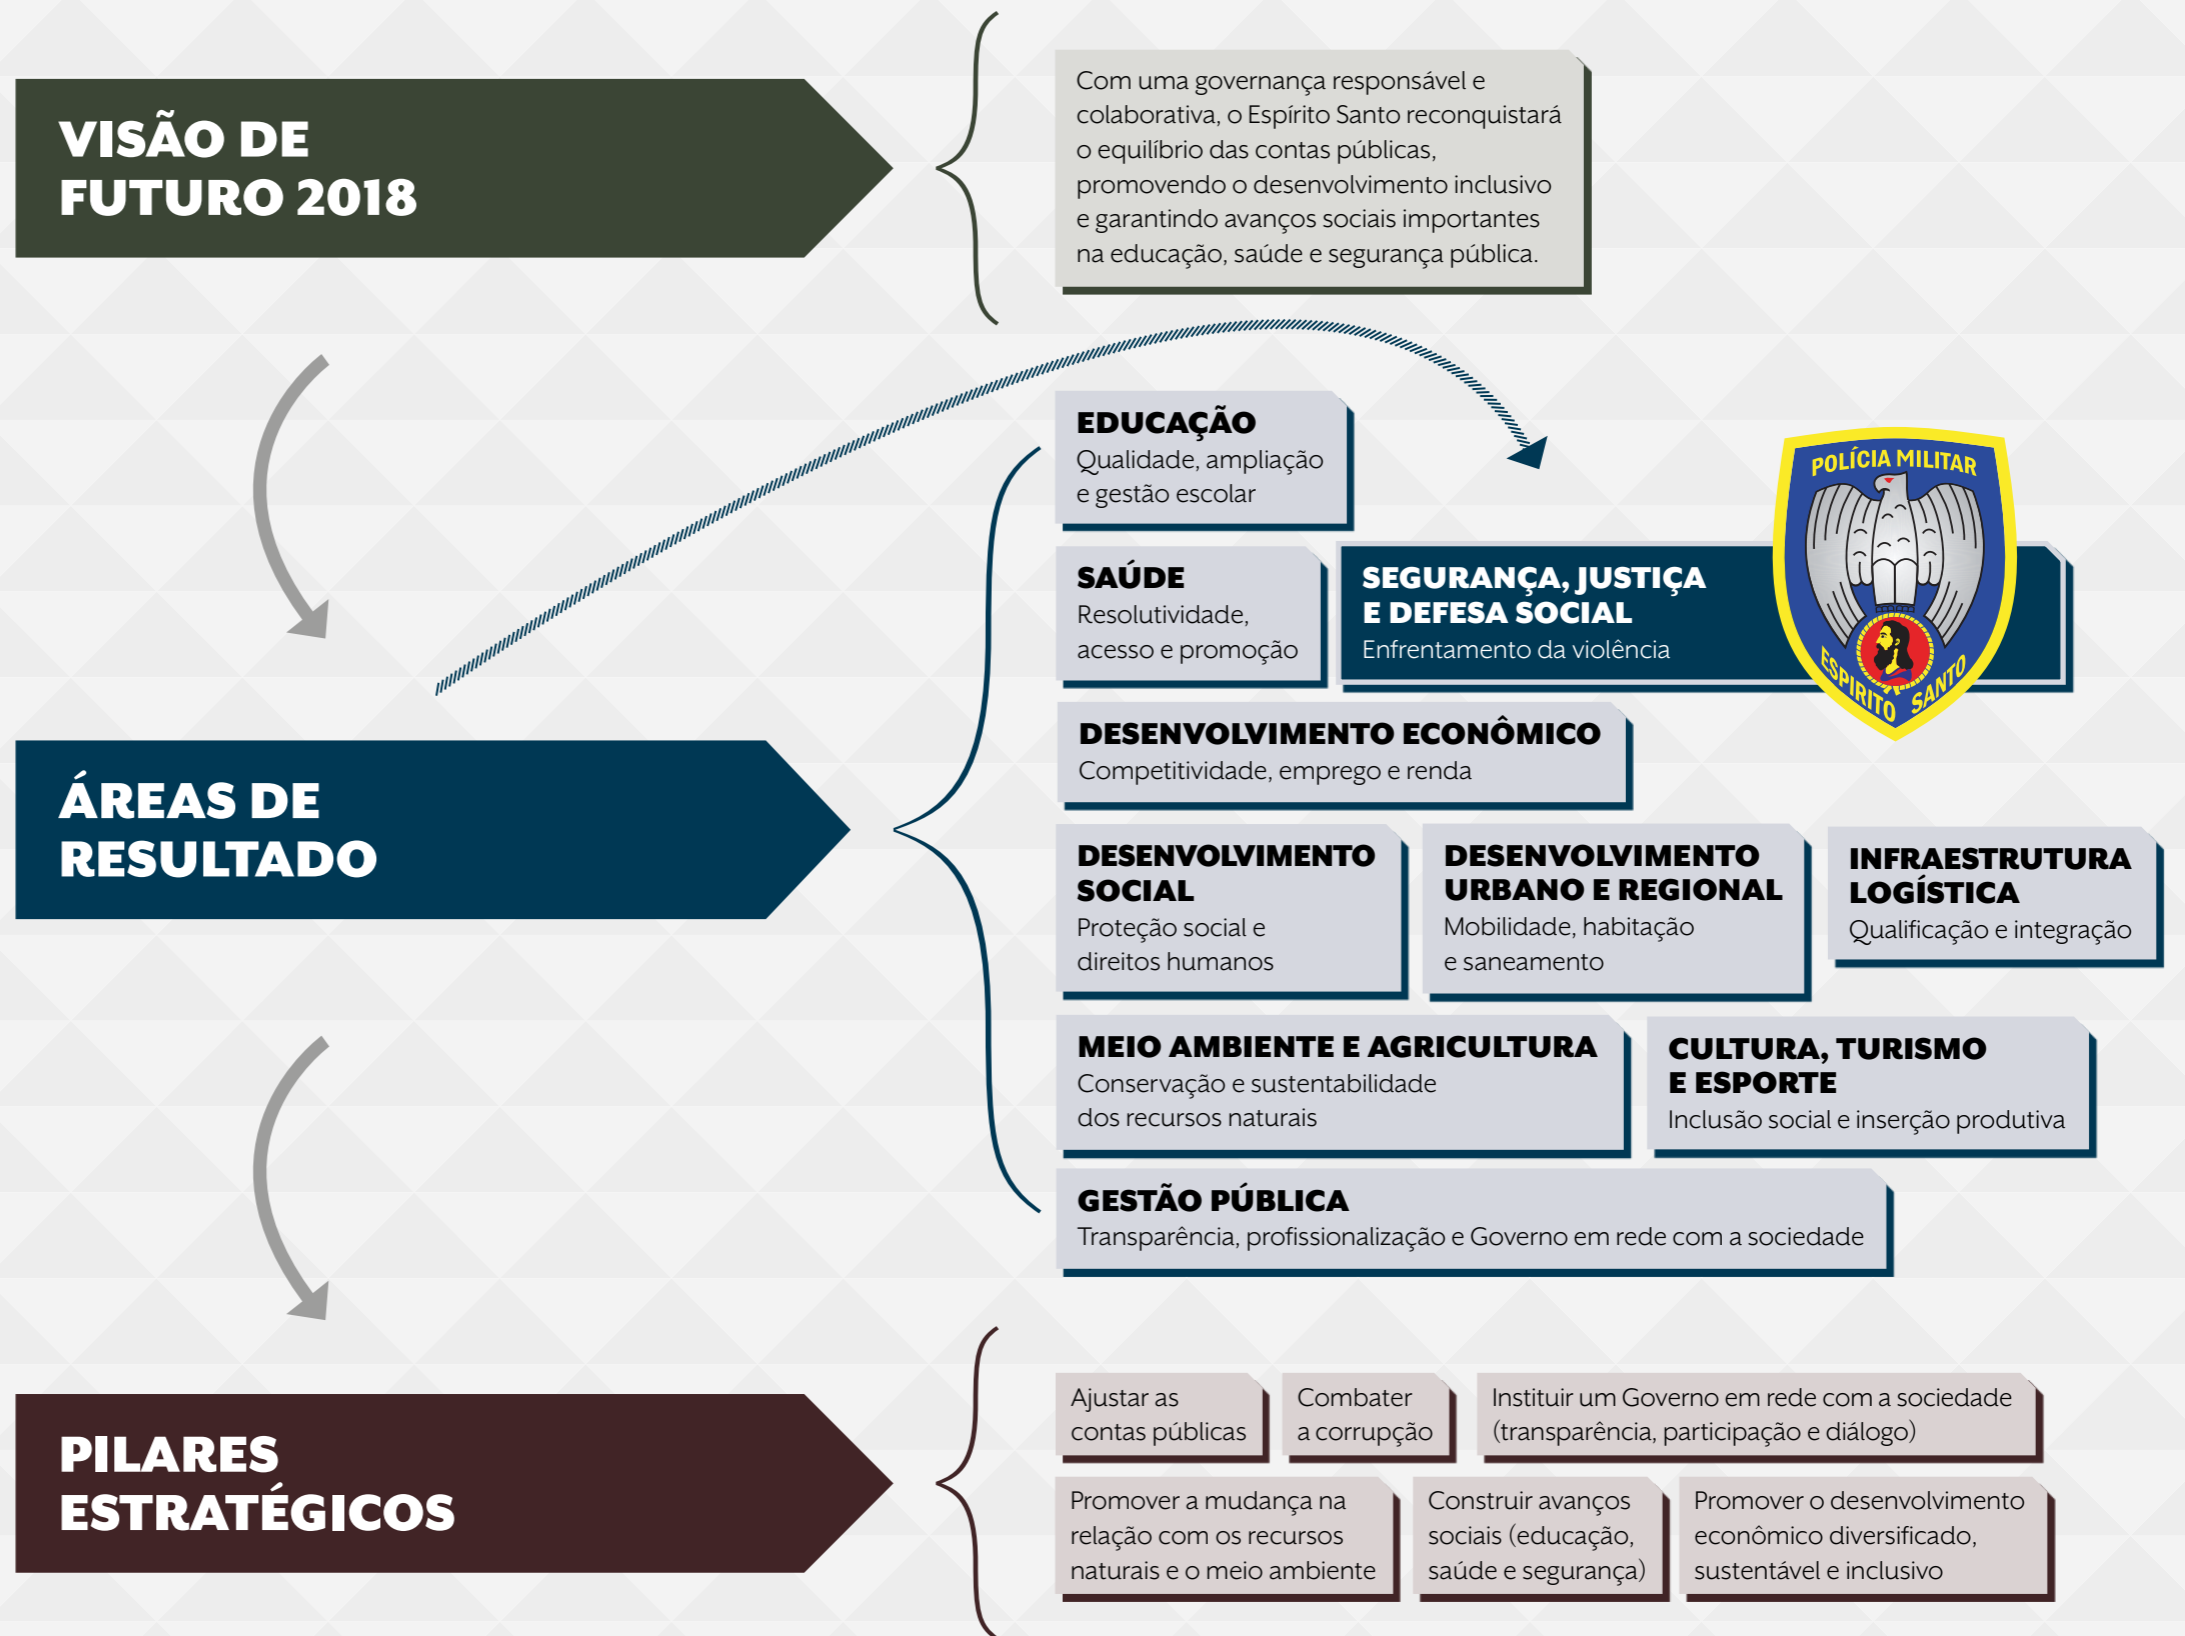 VISÃO DE
FUTURO 2018
Com uma governança responsável e
colaborativa, o Espírito Santo reconquistará
o equilíbrio das contas públicas,
promovendo o desenvolvimento inclusivo
e garantindo avanços sociais importantes
na educação, saúde e segurança pública.
ÁREAS DE
RESULTADO
EDUCAÇÃO
Qualidade, ampliação
e gestão escolar
SAÚDE
Resolutividade,
acesso e promoção
SEGURANÇA, JUSTIÇA
E DEFESA SOCIAL
Enfrentamento da violência
POLÍCIA MILITAR
ESPIRITO SANTO
DESENVOLVIMENTO ECONÔMICO
Competitividade, emprego e renda
DESENVOLVIMENTO
SOCIAL
Proteção social e
direitos humanos
DESENVOLVIMENTO
URBANO E REGIONAL
Mobilidade, habitação
e saneamento
INFRAESTRUTURA
LOGÍSTICA
Qualificação e integração
MEIO AMBIENTE E AGRICULTURA
Conservação e sustentabilidade
dos recursos naturais
CULTURA, TURISMO
E ESPORTE
Inclusão social e inserção produtiva
GESTÃO PÚBLICA
Transparência, profissionalização e Governo em rede com a sociedade
PILARES
ESTRATÉGICOS
Ajustar as
contas públicas
Combater
a corrupção
Instituir um Governo em rede com a sociedade
(transparência, participação e diálogo)
Promover a mudança na
relação com os recursos
naturais e o meio ambiente
Construir avanços
sociais (educação,
saúde e segurança)
Promover o desenvolvimento
econômico diversificado,
sustentável e inclusivo